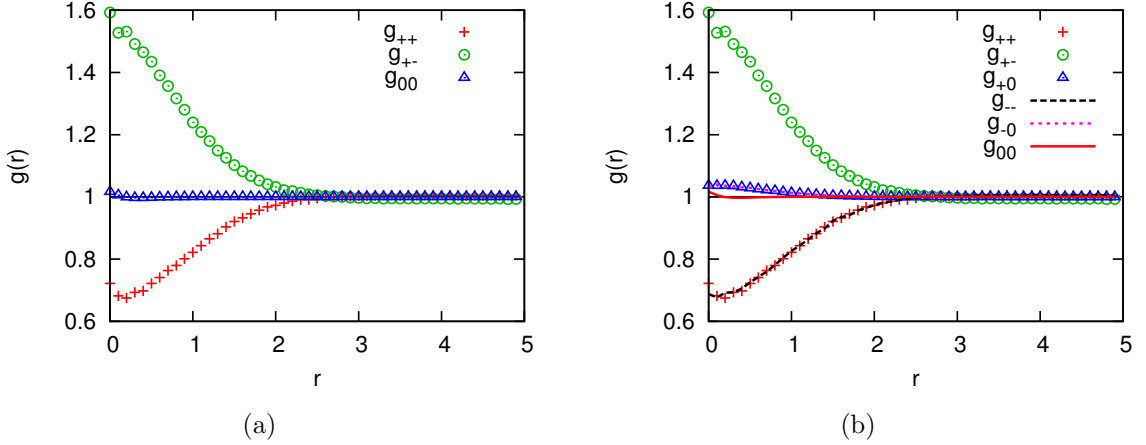 1.6
1.4
1.2
1
0.8
0.6
g(r)
0 1 2 3 4 5
r
g++
g+-
g00
(a)
1.6
1.4
1.2
1
0.8
0.6
g(r)
0 1 2 3 4 5
r
g++
g+-
g+0
g--
g-0
g00
(b)